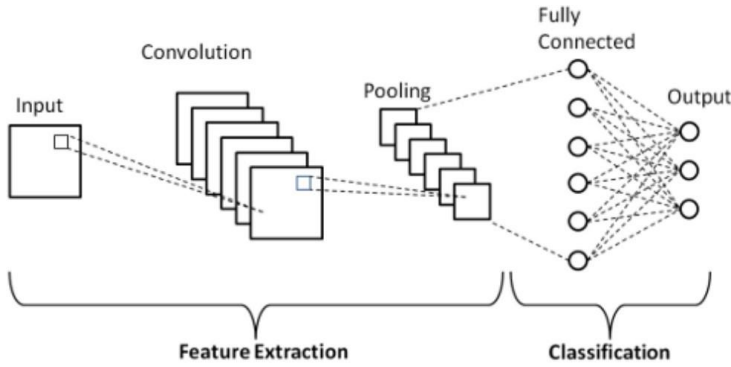 Input
Convolution
Pooling
Fully
Connected
Output
Feature Extraction
Classification